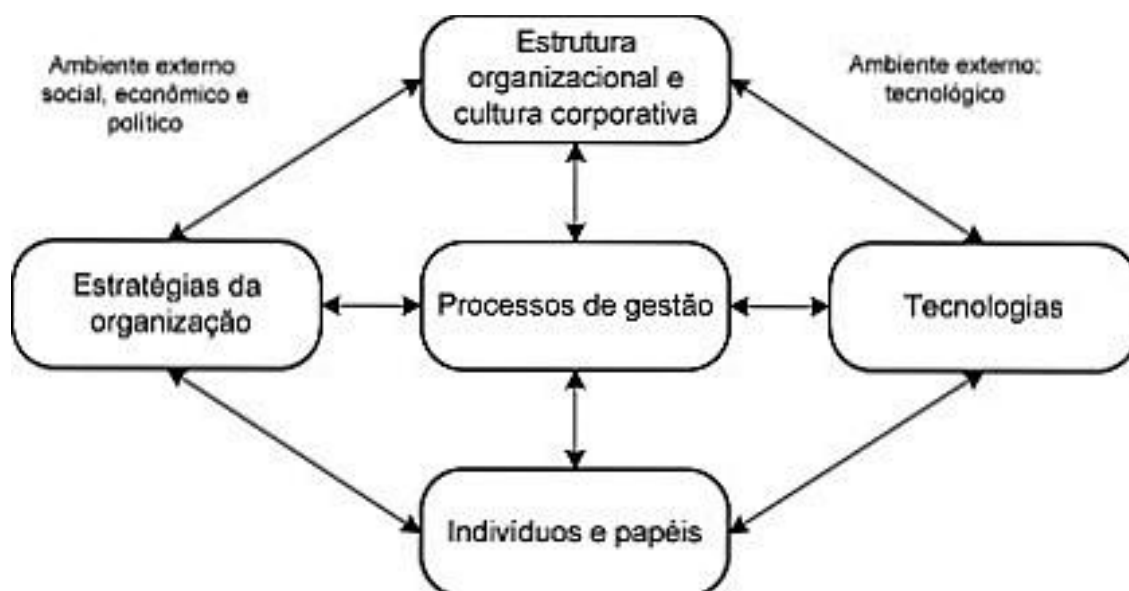 Ambiente externo
social, econômico e
político
Estrutura
organizacional e
cultura corporativa
Ambiente externo:
tecnológico
Estratégias da
organização
Processos de gestão
Tecnologias
Indivíduos e papéis